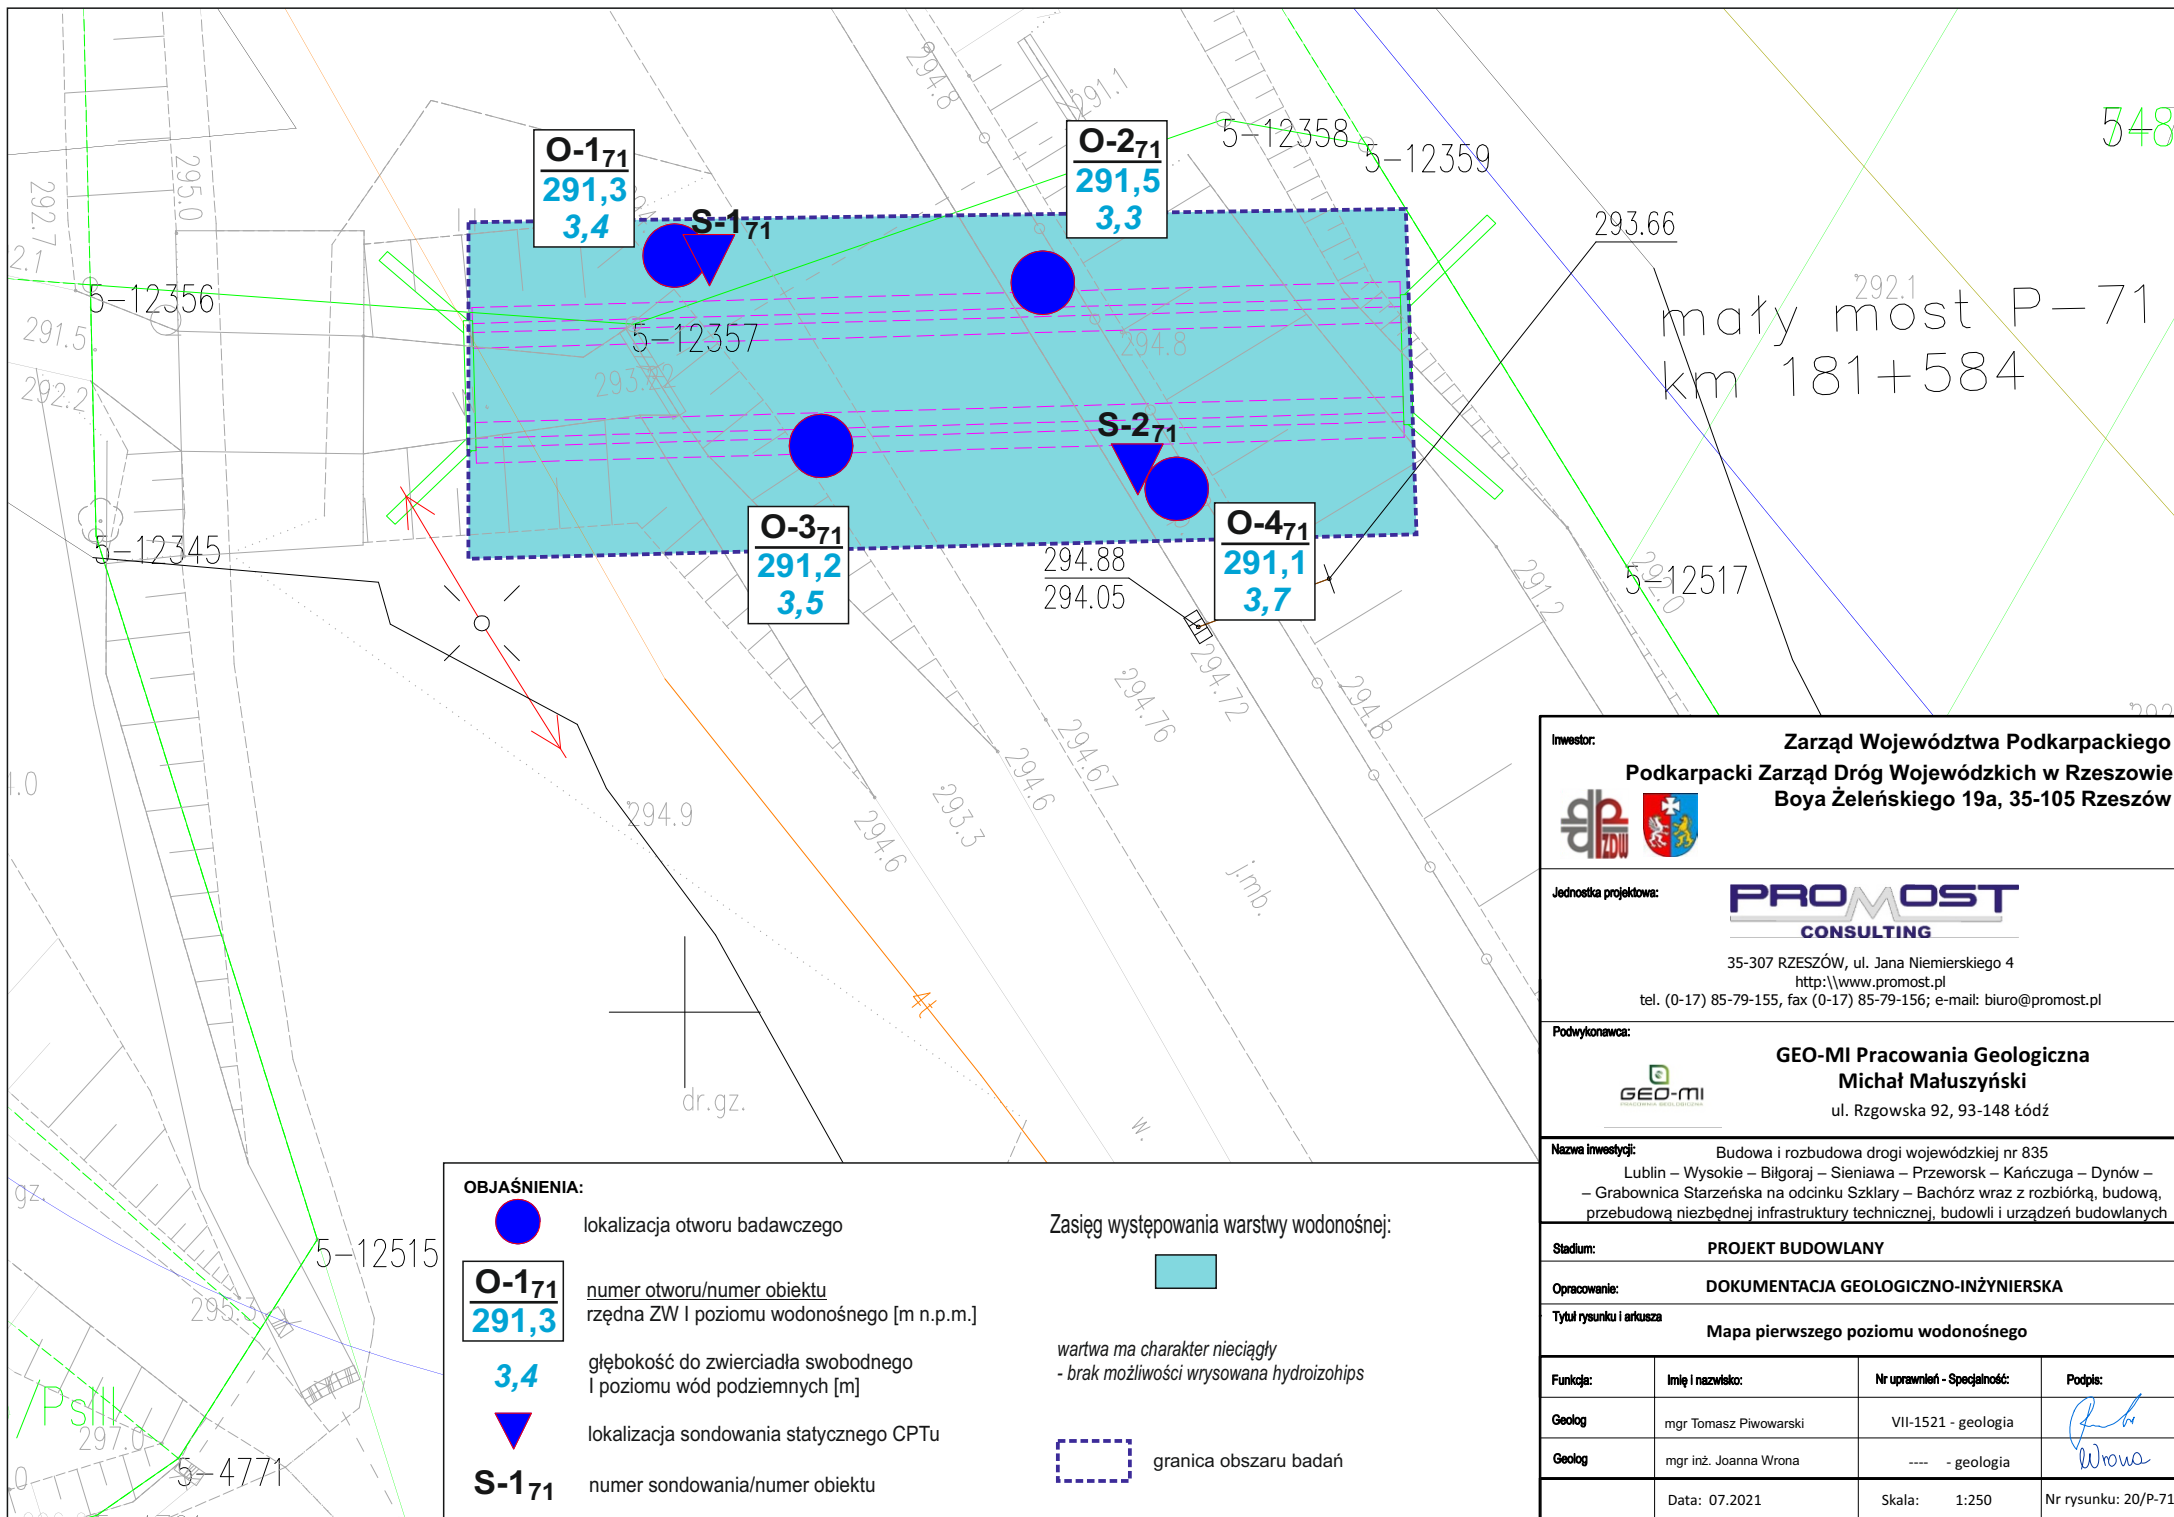 O-1₇₁
291,3
3,4
S-1₇₁
O-2₇₁
291,5
3,3
O-3₇₁
291,2
3,5
S-2₇₁
O-4₇₁
291,1
3,7
294.8
291.1
5-12358
5-12359
293.66
292.1
mały most P-71
km 181+584
292.7
295.0
2.1
5-12356
291.5
292.2
5-12357
294.8
5-12345
294.88
294.05
291.2
5-12517
292.0
294.72
294.76
294.8
294.67
294.6
293.3
294.6
294.9
j.mb.
4t
dr.gz.
w.
gz.
5-12515
295.3
/PsIII
297.0
5-4771
OBJAŚNIENIA:
lokalizacja otworu badawczego
O-1₇₁
291,3
numer otworu/numer obiektu
rzędna ZW I poziomu wodonośnego [m n.p.m.]
3,4
głębokość do zwierciadła swobodnego
I poziomu wód podziemnych [m]
lokalizacja sondowania statycznego CPTu
S-1₇₁
numer sondowania/numer obiektu
Zasięg występowania warstwy wodonośnej:
wartwa ma charakter nieciągły
- brak możliwości wrysowana hydroizohips
granica obszaru badań
Inwestor:
Zarząd Województwa Podkarpackiego
Podkarpacki Zarząd Dróg Wojewódzkich w Rzeszowie
Boya Żeleńskiego 19a, 35-105 Rzeszów
ZDW
Jednostka projektowa:
PROMOST
CONSULTING
35-307 RZESZÓW, ul. Jana Niemierskiego 4
http:\\www.promost.pl
tel. (0-17) 85-79-155, fax (0-17) 85-79-156; e-mail: biuro@promost.pl
Podwykonawca:
GEO-MI Pracowania Geologiczna
Michał Małuszyński
ul. Rzgowska 92, 93-148 Łódź
GEO-MI
PRACOWNIA GEOLOGICZNA
Nazwa inwestycji:
Budowa i rozbudowa drogi wojewódzkiej nr 835
Lublin – Wysokie – Biłgoraj – Sieniawa – Przeworsk – Kańczuga – Dynów –
– Grabownica Starzeńska na odcinku Szklary – Bachórz wraz z rozbiórką, budową,
przebudową niezbędnej infrastruktury technicznej, budowli i urządzeń budowlanych
Stadium:
PROJEKT BUDOWLANY
Opracowanie:
DOKUMENTACJA GEOLOGICZNO-INŻYNIERSKA
Tytuł rysunku i arkusza
Mapa pierwszego poziomu wodonośnego
Funkcja: Imię i nazwisko: Nr uprawnień - Specjalność: Podpis:
Geolog mgr Tomasz Piwowarski VII-1521 - geologia
Geolog mgr inż. Joanna Wrona ---- - geologia Wrona
Data: 07.2021 Skala: 1:250 Nr rysunku: 20/P-71